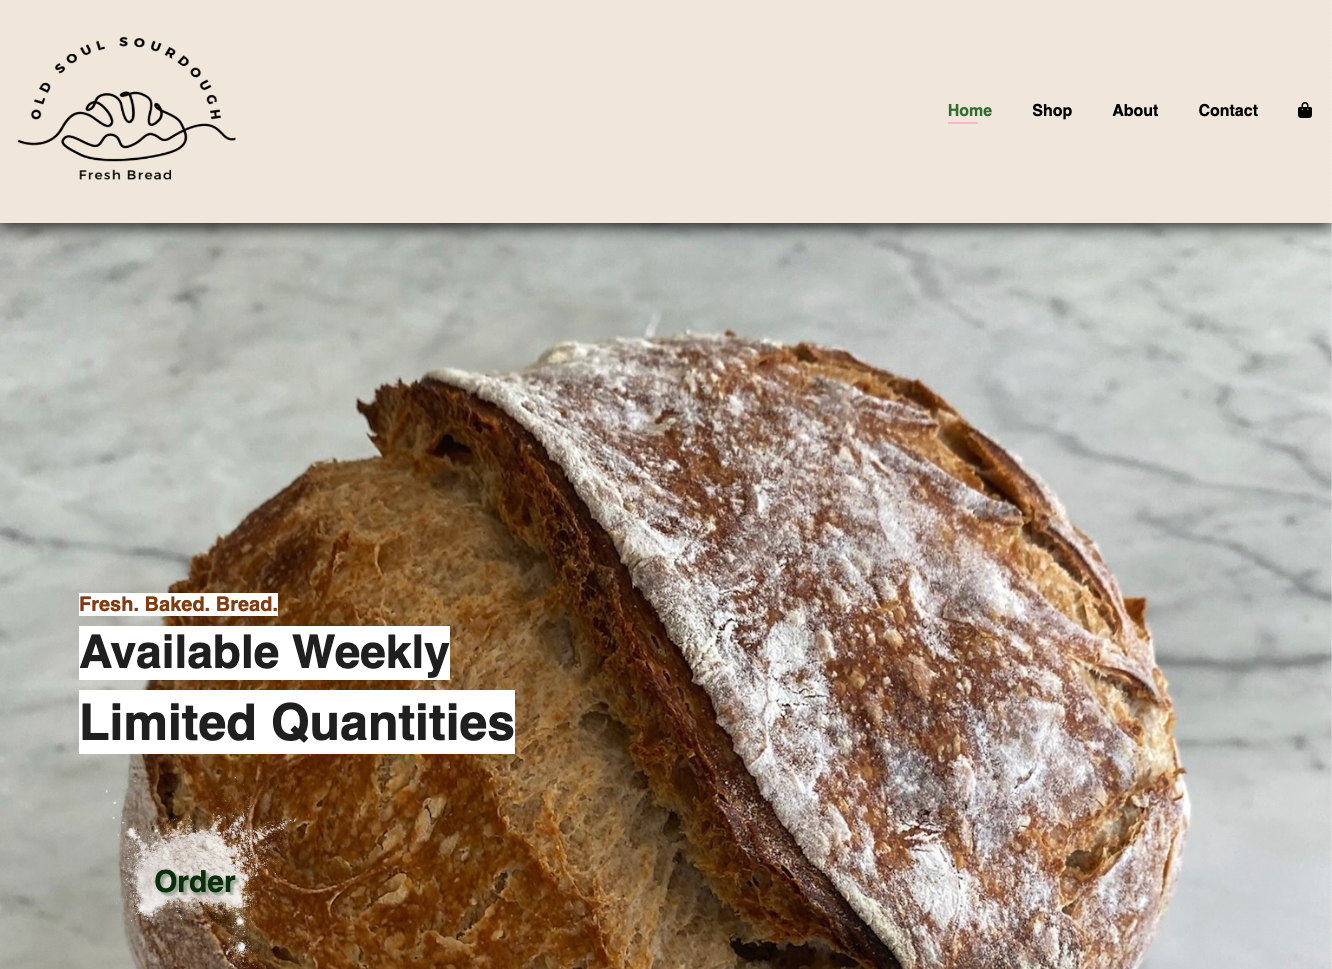 OLD SOUL SOURDOUGH
Fresh Bread
Home Shop About Contact
Fresh. Baked. Bread.
Available Weekly
Limited Quantities
Order